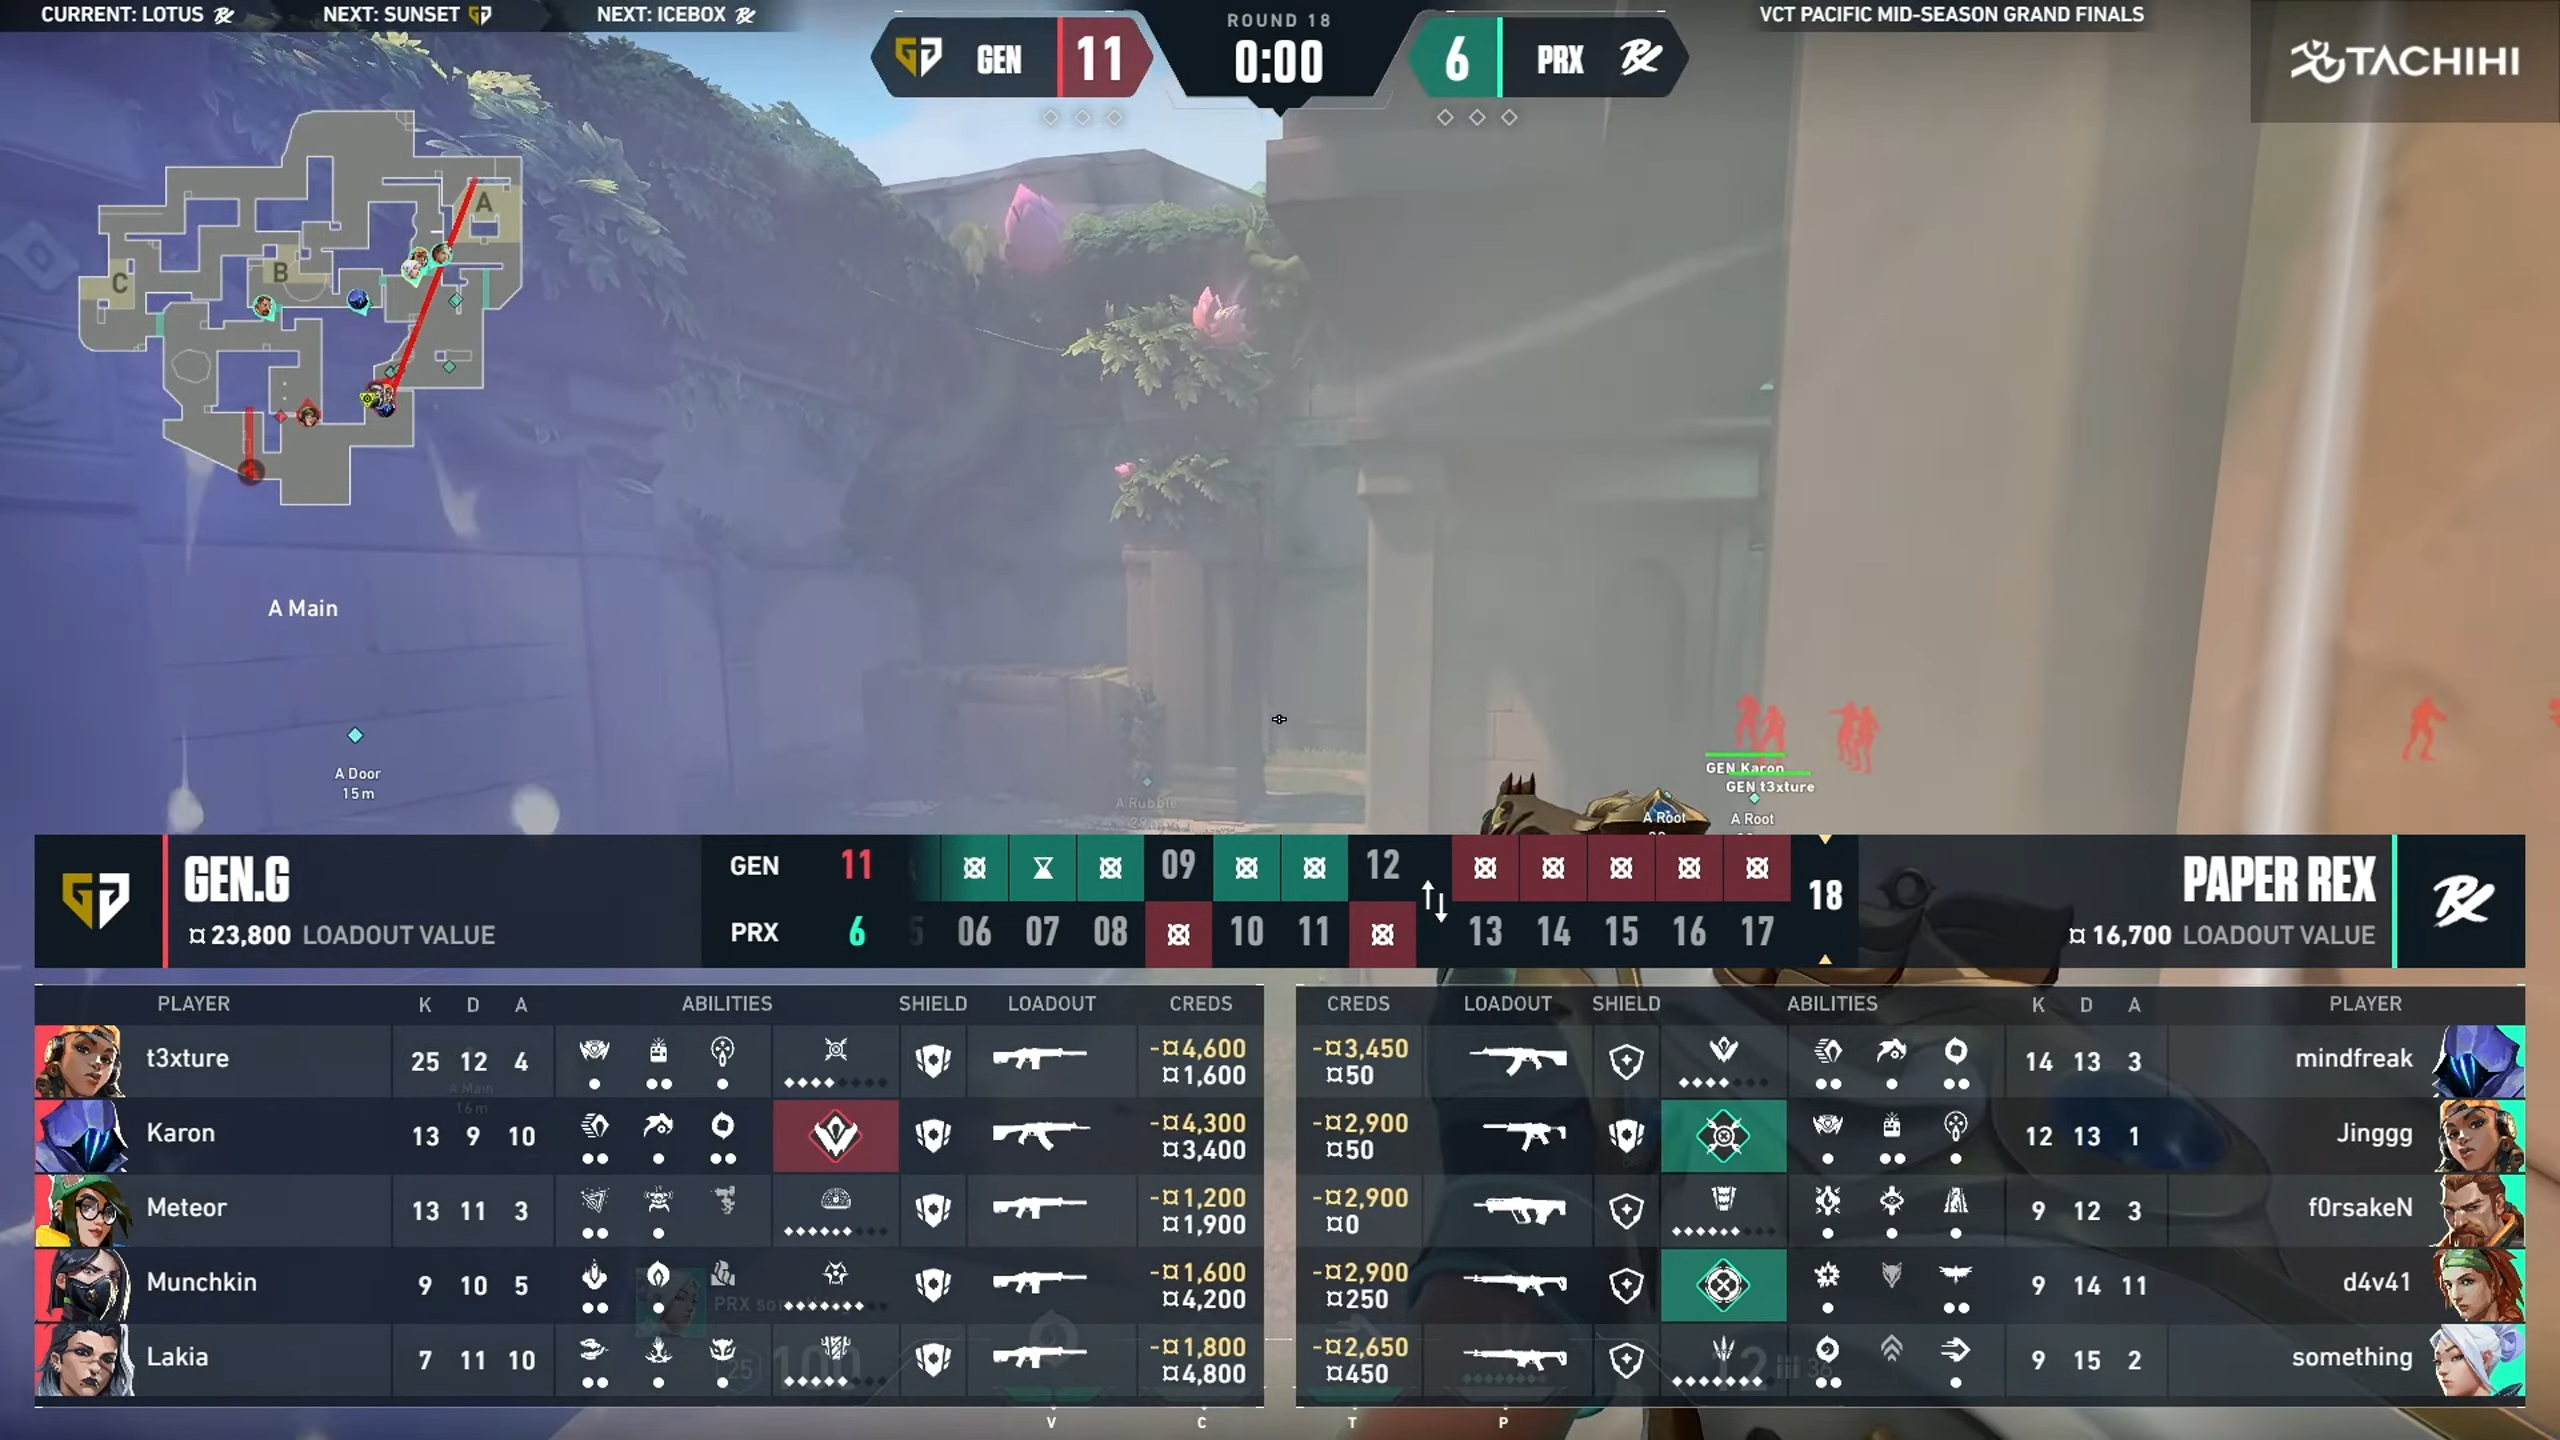 CURRENT: LOTUS
NEXT: SUNSET
NEXT: ICEBOX
VCT PACIFIC MID-SEASON GRAND FINALS
TACHIHI
GEN 11
ROUND 18
0:00
6 PRX
A
B
C
A Main
A Door
15m
A Rubble
GEN Karon
GEN t3xture
A Root
A Root
GEN.G
¤ 23,800 LOADOUT VALUE
GEN 11 09 12
PRX 6 06 07 08 10 11 13 14 15 16 17
18
PAPER REX
¤ 16,700 LOADOUT VALUE
PLAYER K D A ABILITIES SHIELD LOADOUT CREDS
t3xture 25 12 4 -¤4,600
¤1,600
A Main
16m
Karon 13 9 10 -¤4,300
¤3,400
Meteor 13 11 3 -¤1,200
¤1,900
Munchkin 9 10 5 -¤1,600
¤4,200
Lakia 7 11 10 -¤1,800
¤4,800
CREDS LOADOUT SHIELD ABILITIES K D A PLAYER
-¤3,450
¤50 14 13 3 mindfreak
-¤2,900
¤50 12 13 1 Jinggg
-¤2,900
¤0 9 12 3 f0rsakeN
-¤2,900
¤250 9 14 11 d4v41
-¤2,650
¤450 9 15 2 something
25 100
12
V C T P